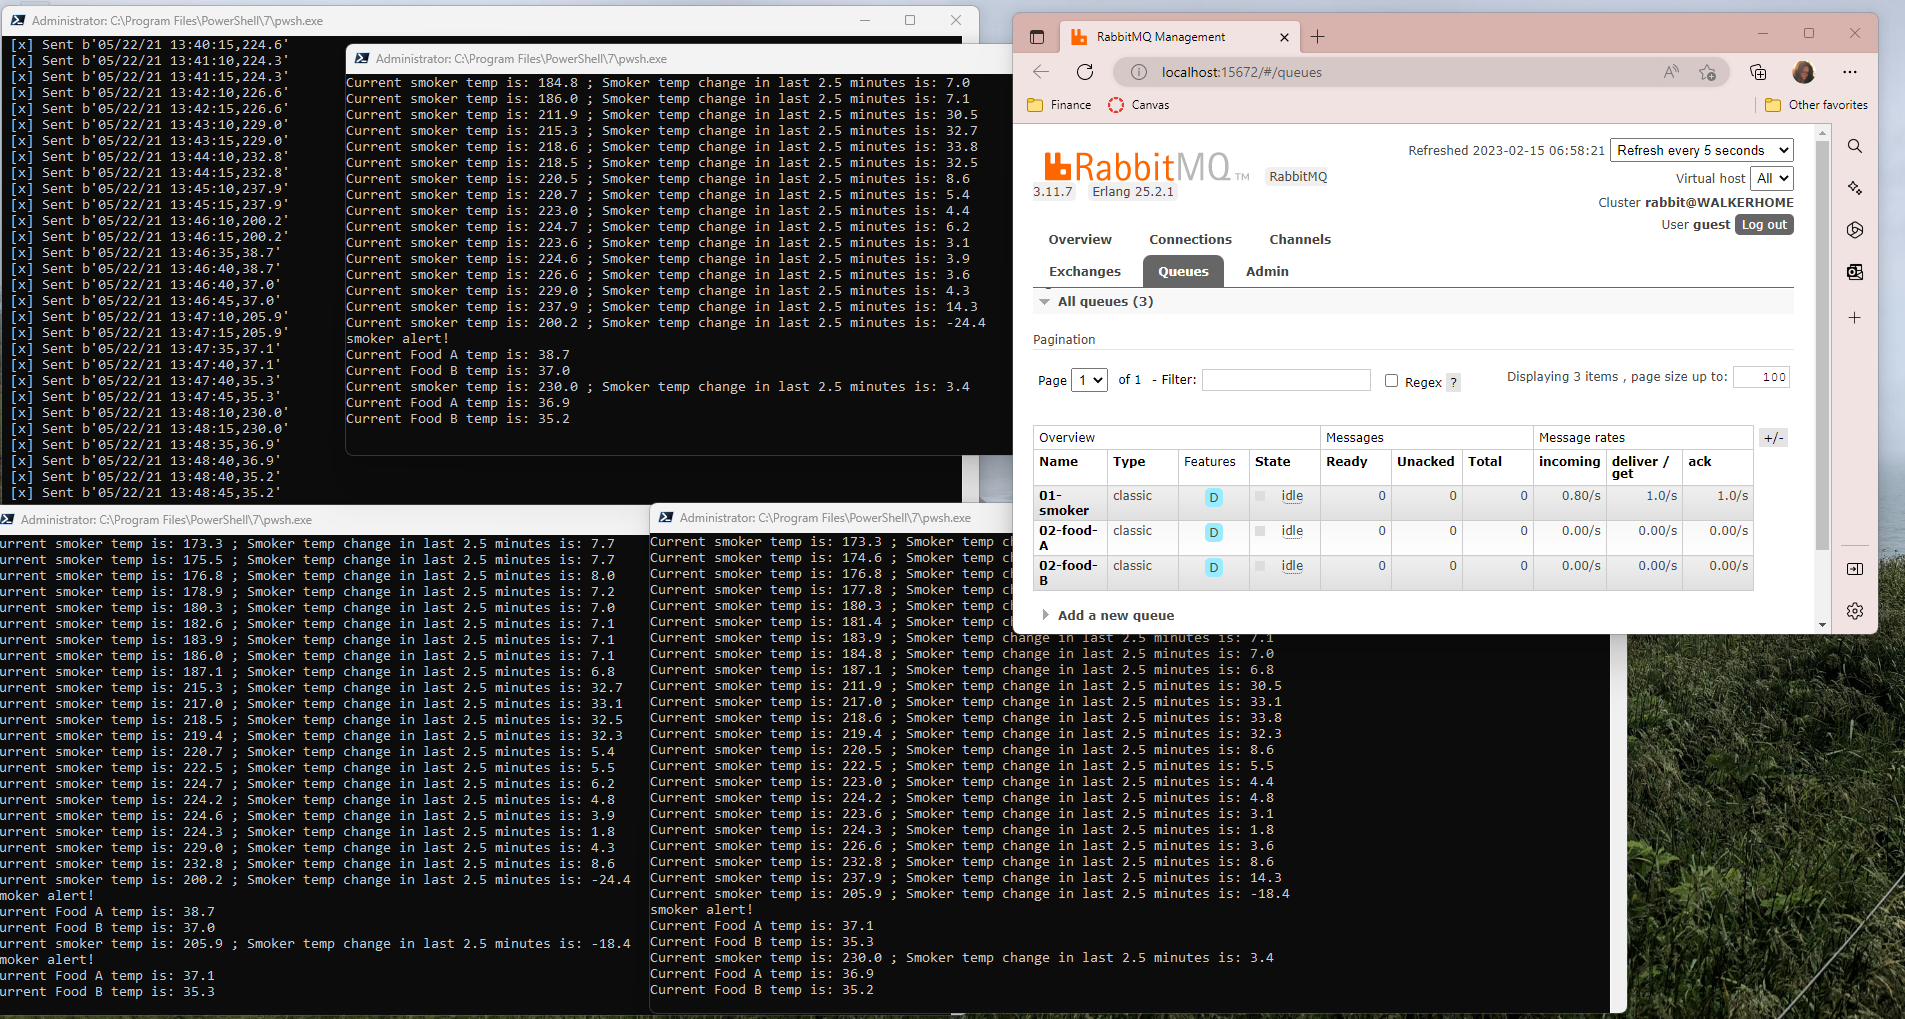 Administrator: C:\Program Files\PowerShell\7\pwsh.exe
[x] Sent b'05/22/21 13:40:15,224.6'
[x] Sent b'05/22/21 13:41:10,224.3'
[x] Sent b'05/22/21 13:41:15,224.3'
[x] Sent b'05/22/21 13:42:10,226.6'
[x] Sent b'05/22/21 13:42:15,226.6'
[x] Sent b'05/22/21 13:43:10,229.0'
[x] Sent b'05/22/21 13:43:15,229.0'
[x] Sent b'05/22/21 13:44:10,232.8'
[x] Sent b'05/22/21 13:44:15,232.8'
[x] Sent b'05/22/21 13:45:10,237.9'
[x] Sent b'05/22/21 13:45:15,237.9'
[x] Sent b'05/22/21 13:46:10,200.2'
[x] Sent b'05/22/21 13:46:15,200.2'
[x] Sent b'05/22/21 13:46:35,38.7'
[x] Sent b'05/22/21 13:46:40,38.7'
[x] Sent b'05/22/21 13:46:40,37.0'
[x] Sent b'05/22/21 13:46:45,37.0'
[x] Sent b'05/22/21 13:47:10,205.9'
[x] Sent b'05/22/21 13:47:15,205.9'
[x] Sent b'05/22/21 13:47:35,37.1'
[x] Sent b'05/22/21 13:47:40,37.1'
[x] Sent b'05/22/21 13:47:40,35.3'
[x] Sent b'05/22/21 13:47:45,35.3'
[x] Sent b'05/22/21 13:48:10,230.0'
[x] Sent b'05/22/21 13:48:15,230.0'
[x] Sent b'05/22/21 13:48:35,36.9'
[x] Sent b'05/22/21 13:48:40,36.9'
[x] Sent b'05/22/21 13:48:40,35.2'
[x] Sent b'05/22/21 13:48:45,35.2'
Administrator: C:\Program Files\PowerShell\7\pwsh.exe
Current smoker temp is: 184.8 ; Smoker temp change in last 2.5 minutes is: 7.0
Current smoker temp is: 186.0 ; Smoker temp change in last 2.5 minutes is: 7.1
Current smoker temp is: 211.9 ; Smoker temp change in last 2.5 minutes is: 30.5
Current smoker temp is: 215.3 ; Smoker temp change in last 2.5 minutes is: 32.7
Current smoker temp is: 218.6 ; Smoker temp change in last 2.5 minutes is: 33.8
Current smoker temp is: 218.5 ; Smoker temp change in last 2.5 minutes is: 32.5
Current smoker temp is: 220.5 ; Smoker temp change in last 2.5 minutes is: 8.6
Current smoker temp is: 220.7 ; Smoker temp change in last 2.5 minutes is: 5.4
Current smoker temp is: 223.0 ; Smoker temp change in last 2.5 minutes is: 4.4
Current smoker temp is: 224.7 ; Smoker temp change in last 2.5 minutes is: 6.2
Current smoker temp is: 223.6 ; Smoker temp change in last 2.5 minutes is: 3.1
Current smoker temp is: 224.6 ; Smoker temp change in last 2.5 minutes is: 3.9
Current smoker temp is: 226.6 ; Smoker temp change in last 2.5 minutes is: 3.6
Current smoker temp is: 229.0 ; Smoker temp change in last 2.5 minutes is: 4.3
Current smoker temp is: 237.9 ; Smoker temp change in last 2.5 minutes is: 14.3
Current smoker temp is: 200.2 ; Smoker temp change in last 2.5 minutes is: -24.4
smoker alert!
Current Food A temp is: 38.7
Current Food B temp is: 37.0
Current smoker temp is: 230.0 ; Smoker temp change in last 2.5 minutes is: 3.4
Current Food A temp is: 36.9
Current Food B temp is: 35.2
RabbitMQ Management
localhost:15672/#/queues
Finance Canvas Other favorites
RabbitMQ TM RabbitMQ
3.11.7 Erlang 25.2.1
Refreshed 2023-02-15 06:58:21 Refresh every 5 seconds
Virtual host All
Cluster rabbit@WALKERHOME
User guest Log out
Overview Connections Channels
Exchanges Queues Admin
All queues (3)
Pagination
Page 1 of 1 - Filter: Regex ? Displaying 3 items , page size up to: 100
Overview Messages Message rates +/-
Name Type Features State Ready Unacked Total incoming deliver / get ack
01-smoker classic D idle 0 0 0 0.80/s 1.0/s 1.0/s
02-food-A classic D idle 0 0 0 0.00/s 0.00/s 0.00/s
02-food-B classic D idle 0 0 0 0.00/s 0.00/s 0.00/s
Add a new queue
Administrator: C:\Program Files\PowerShell\7\pwsh.exe
urrent smoker temp is: 173.3 ; Smoker temp change in last 2.5 minutes is: 7.7
urrent smoker temp is: 175.5 ; Smoker temp change in last 2.5 minutes is: 7.7
urrent smoker temp is: 176.8 ; Smoker temp change in last 2.5 minutes is: 8.0
urrent smoker temp is: 178.9 ; Smoker temp change in last 2.5 minutes is: 7.2
urrent smoker temp is: 180.3 ; Smoker temp change in last 2.5 minutes is: 7.0
urrent smoker temp is: 182.6 ; Smoker temp change in last 2.5 minutes is: 7.1
urrent smoker temp is: 183.9 ; Smoker temp change in last 2.5 minutes is: 7.1
urrent smoker temp is: 186.0 ; Smoker temp change in last 2.5 minutes is: 7.1
urrent smoker temp is: 187.1 ; Smoker temp change in last 2.5 minutes is: 6.8
urrent smoker temp is: 215.3 ; Smoker temp change in last 2.5 minutes is: 32.7
urrent smoker temp is: 217.0 ; Smoker temp change in last 2.5 minutes is: 33.1
urrent smoker temp is: 218.5 ; Smoker temp change in last 2.5 minutes is: 32.5
urrent smoker temp is: 219.4 ; Smoker temp change in last 2.5 minutes is: 32.3
urrent smoker temp is: 220.7 ; Smoker temp change in last 2.5 minutes is: 5.4
urrent smoker temp is: 222.5 ; Smoker temp change in last 2.5 minutes is: 5.5
urrent smoker temp is: 224.7 ; Smoker temp change in last 2.5 minutes is: 6.2
urrent smoker temp is: 224.2 ; Smoker temp change in last 2.5 minutes is: 4.8
urrent smoker temp is: 224.6 ; Smoker temp change in last 2.5 minutes is: 3.9
urrent smoker temp is: 224.3 ; Smoker temp change in last 2.5 minutes is: 1.8
urrent smoker temp is: 229.0 ; Smoker temp change in last 2.5 minutes is: 4.3
urrent smoker temp is: 232.8 ; Smoker temp change in last 2.5 minutes is: 8.6
urrent smoker temp is: 200.2 ; Smoker temp change in last 2.5 minutes is: -24.4
moker alert!
urrent Food A temp is: 38.7
urrent Food B temp is: 37.0
urrent smoker temp is: 205.9 ; Smoker temp change in last 2.5 minutes is: -18.4
moker alert!
urrent Food A temp is: 37.1
urrent Food B temp is: 35.3
Administrator: C:\Program Files\PowerShell\7\pwsh.exe
Current smoker temp is: 173.3 ; Smoker temp c
Current smoker temp is: 174.6 ; Smoker temp c
Current smoker temp is: 176.8 ; Smoker temp c
Current smoker temp is: 177.8 ; Smoker temp c
Current smoker temp is: 180.3 ; Smoker temp c
Current smoker temp is: 181.4 ; Smoker temp c
Current smoker temp is: 183.9 ; Smoker temp change in last 2.5 minutes is: 7.1
Current smoker temp is: 184.8 ; Smoker temp change in last 2.5 minutes is: 7.0
Current smoker temp is: 187.1 ; Smoker temp change in last 2.5 minutes is: 6.8
Current smoker temp is: 211.9 ; Smoker temp change in last 2.5 minutes is: 30.5
Current smoker temp is: 217.0 ; Smoker temp change in last 2.5 minutes is: 33.1
Current smoker temp is: 218.6 ; Smoker temp change in last 2.5 minutes is: 33.8
Current smoker temp is: 219.4 ; Smoker temp change in last 2.5 minutes is: 32.3
Current smoker temp is: 220.5 ; Smoker temp change in last 2.5 minutes is: 8.6
Current smoker temp is: 222.5 ; Smoker temp change in last 2.5 minutes is: 5.5
Current smoker temp is: 223.0 ; Smoker temp change in last 2.5 minutes is: 4.4
Current smoker temp is: 224.2 ; Smoker temp change in last 2.5 minutes is: 4.8
Current smoker temp is: 223.6 ; Smoker temp change in last 2.5 minutes is: 3.1
Current smoker temp is: 224.3 ; Smoker temp change in last 2.5 minutes is: 1.8
Current smoker temp is: 226.6 ; Smoker temp change in last 2.5 minutes is: 3.6
Current smoker temp is: 232.8 ; Smoker temp change in last 2.5 minutes is: 8.6
Current smoker temp is: 237.9 ; Smoker temp change in last 2.5 minutes is: 14.3
Current smoker temp is: 205.9 ; Smoker temp change in last 2.5 minutes is: -18.4
smoker alert!
Current Food A temp is: 37.1
Current Food B temp is: 35.3
Current smoker temp is: 230.0 ; Smoker temp change in last 2.5 minutes is: 3.4
Current Food A temp is: 36.9
Current Food B temp is: 35.2